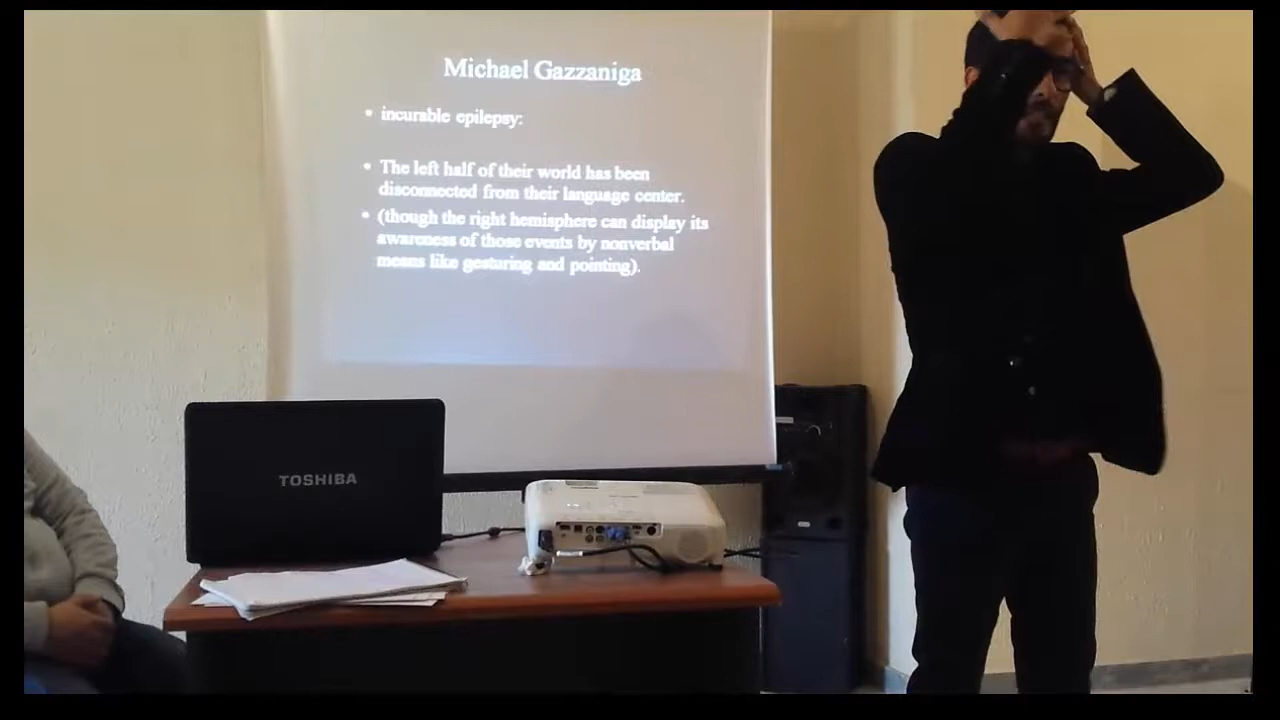 Michael Gazzaniga
• incurable epilepsy:
• The left half of their world has been
disconnected from their language center.
• (though the right hemisphere can display its
awareness of those events by nonverbal
means like gesturing and pointing).
TOSHIBA